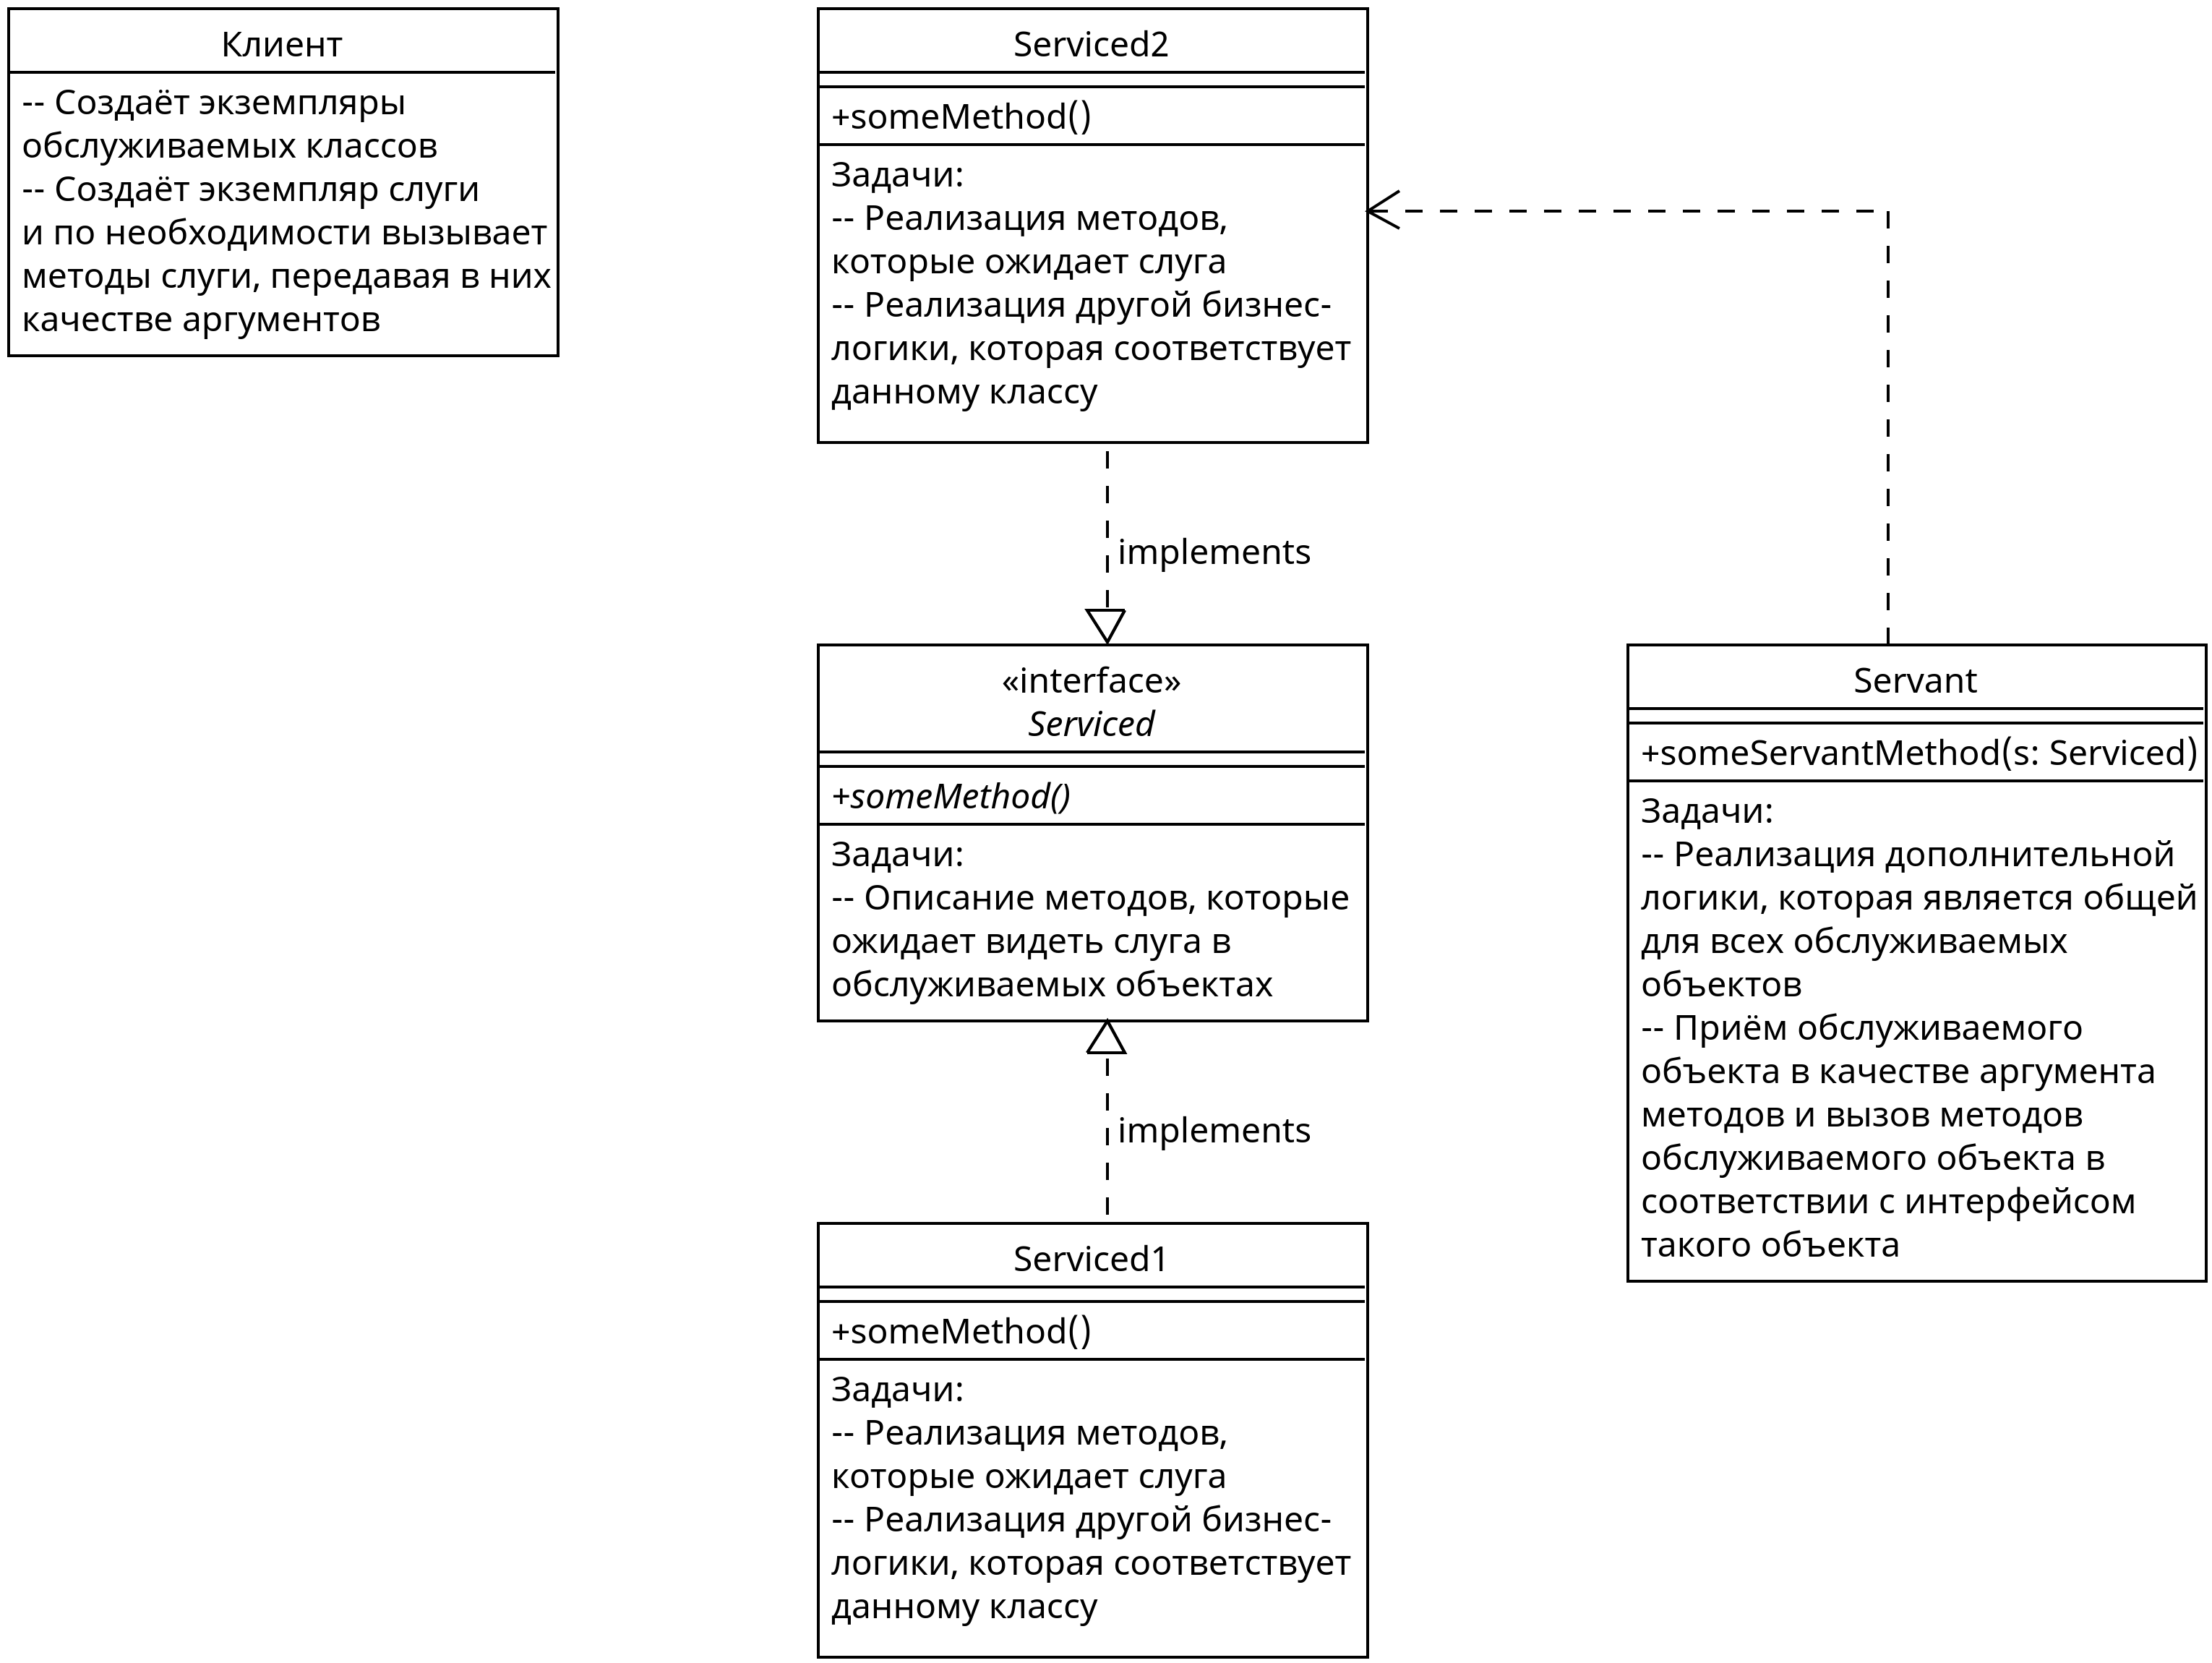 Клиент
-- Создаёт экземпляры
обслуживаемых классов
-- Создаёт экземпляр слуги
и по необходимости вызывает
методы слуги, передавая в них
качестве аргументов
Serviced2
+someMethod()
Задачи:
-- Реализация методов,
которые ожидает слуга
-- Реализация другой бизнес-
логики, которая соответствует
данному классу
implements
«interface»
Serviced
+someMethod()
Задачи:
-- Описание методов, которые
ожидает видеть слуга в
обслуживаемых объектах
implements
Serviced1
+someMethod()
Задачи:
-- Реализация методов,
которые ожидает слуга
-- Реализация другой бизнес-
логики, которая соответствует
данному классу
Servant
+someServantMethod(s: Serviced)
Задачи:
-- Реализация дополнительной
логики, которая является общей
для всех обслуживаемых
объектов
-- Приём обслуживаемого
объекта в качестве аргумента
методов и вызов методов
обслуживаемого объекта в
соответствии с интерфейсом
такого объекта